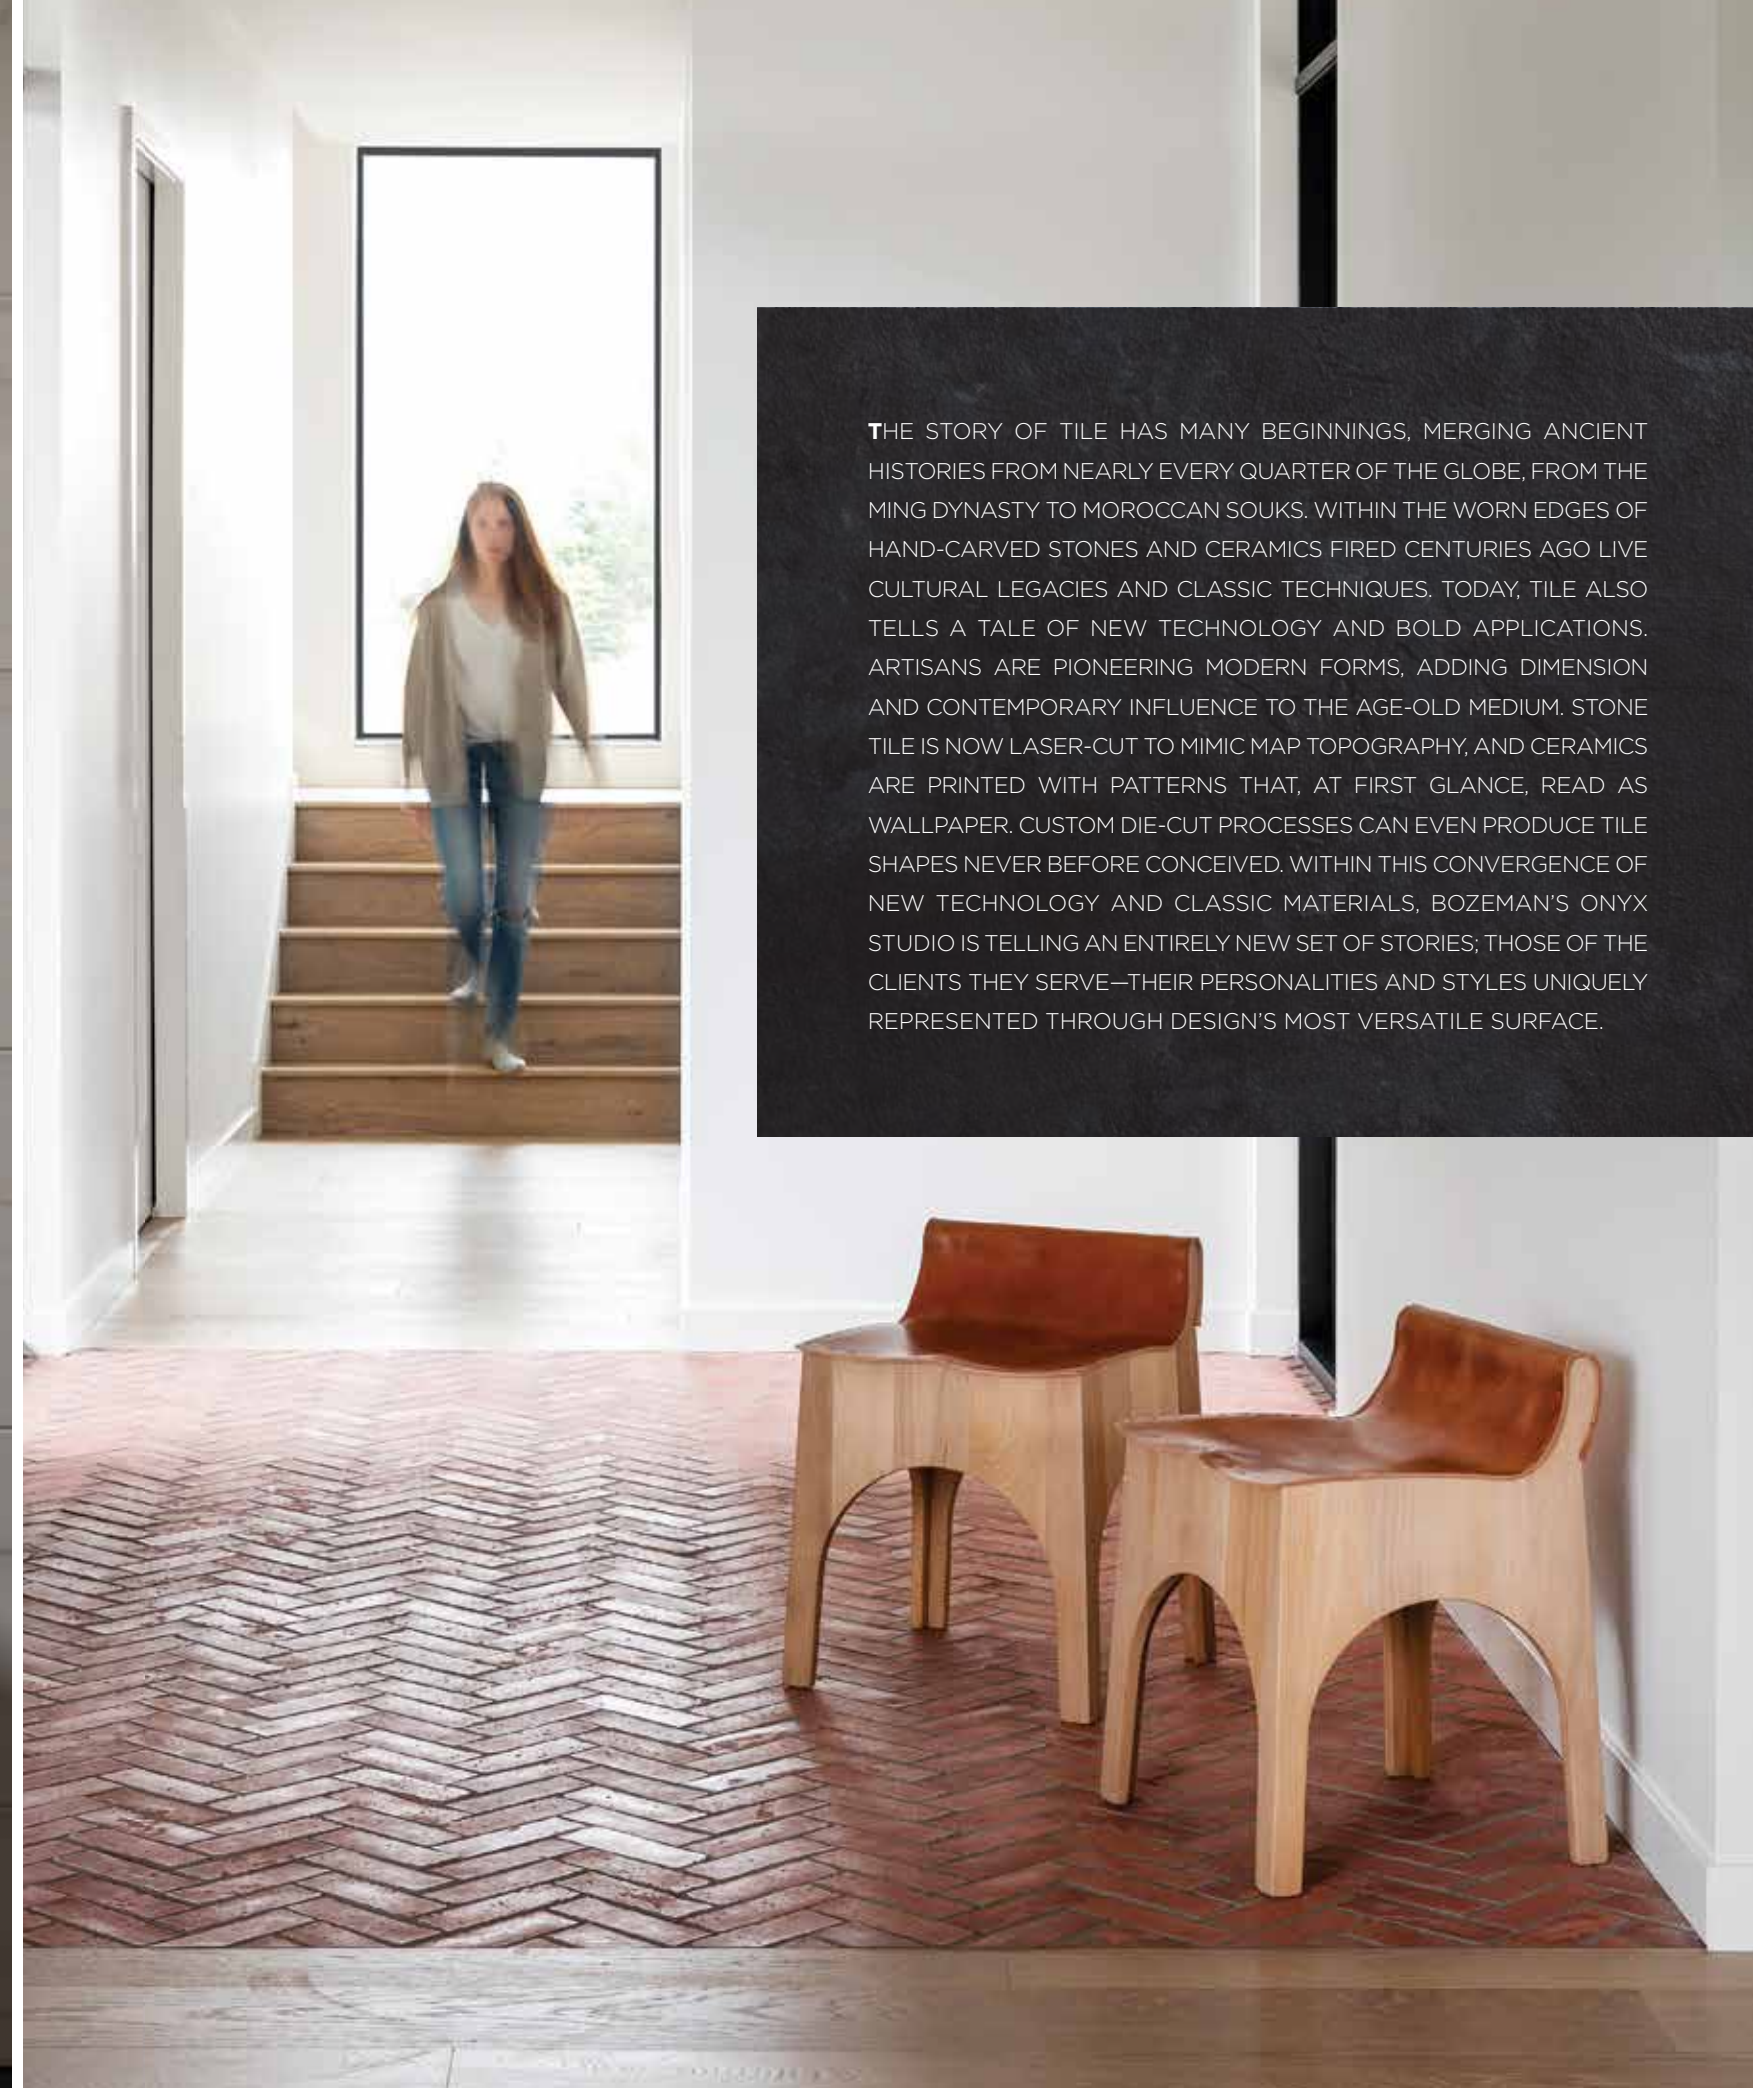 THE STORY OF TILE HAS MANY BEGINNINGS, MERGING ANCIENT
HISTORIES FROM NEARLY EVERY QUARTER OF THE GLOBE, FROM THE
MING DYNASTY TO MOROCCAN SOUKS. WITHIN THE WORN EDGES OF
HAND-CARVED STONES AND CERAMICS FIRED CENTURIES AGO LIVE
CULTURAL LEGACIES AND CLASSIC TECHNIQUES. TODAY, TILE ALSO
TELLS A TALE OF NEW TECHNOLOGY AND BOLD APPLICATIONS.
ARTISANS ARE PIONEERING MODERN FORMS, ADDING DIMENSION
AND CONTEMPORARY INFLUENCE TO THE AGE-OLD MEDIUM. STONE
TILE IS NOW LASER-CUT TO MIMIC MAP TOPOGRAPHY, AND CERAMICS
ARE PRINTED WITH PATTERNS THAT, AT FIRST GLANCE, READ AS
WALLPAPER. CUSTOM DIE-CUT PROCESSES CAN EVEN PRODUCE TILE
SHAPES NEVER BEFORE CONCEIVED. WITHIN THIS CONVERGENCE OF
NEW TECHNOLOGY AND CLASSIC MATERIALS, BOZEMAN'S ONYX
STUDIO IS TELLING AN ENTIRELY NEW SET OF STORIES; THOSE OF THE
CLIENTS THEY SERVE—THEIR PERSONALITIES AND STYLES UNIQUELY
REPRESENTED THROUGH DESIGN'S MOST VERSATILE SURFACE.